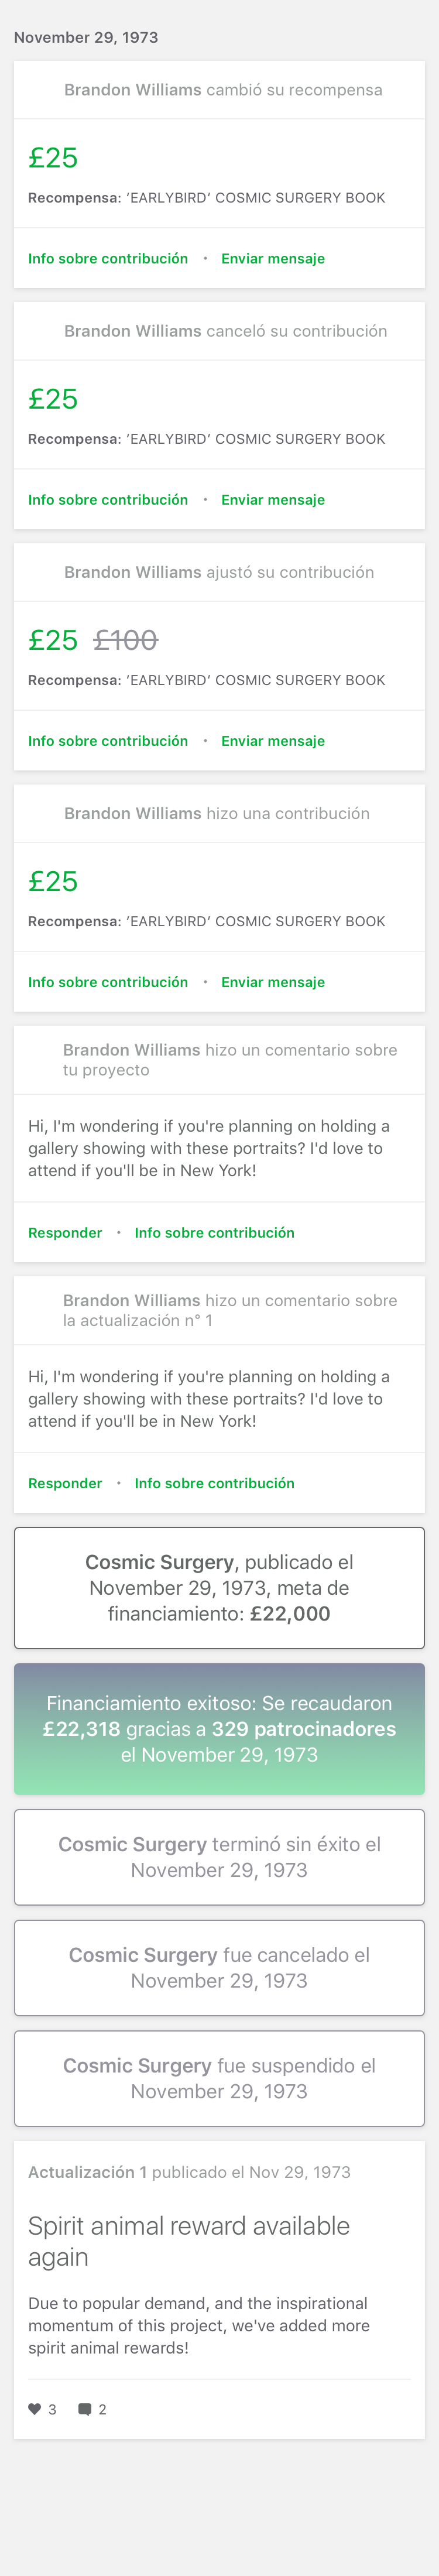 November 29, 1973
Brandon Williams cambió su recompensa
£25
Recompensa: ‘EARLYBIRD’ COSMIC SURGERY BOOK
Info sobre contribución • Enviar mensaje
Brandon Williams canceló su contribución
£25
Recompensa: ‘EARLYBIRD’ COSMIC SURGERY BOOK
Info sobre contribución • Enviar mensaje
Brandon Williams ajustó su contribución
£25 £100
Recompensa: ‘EARLYBIRD’ COSMIC SURGERY BOOK
Info sobre contribución • Enviar mensaje
Brandon Williams hizo una contribución
£25
Recompensa: ‘EARLYBIRD’ COSMIC SURGERY BOOK
Info sobre contribución • Enviar mensaje
Brandon Williams hizo un comentario sobre
tu proyecto
Hi, I'm wondering if you're planning on holding a
gallery showing with these portraits? I'd love to
attend if you'll be in New York!
Responder • Info sobre contribución
Brandon Williams hizo un comentario sobre
la actualización n° 1
Hi, I'm wondering if you're planning on holding a
gallery showing with these portraits? I'd love to
attend if you'll be in New York!
Responder • Info sobre contribución
Cosmic Surgery, publicado el
November 29, 1973, meta de
financiamiento: £22,000
Financiamiento exitoso: Se recaudaron
£22,318 gracias a 329 patrocinadores
el November 29, 1973
Cosmic Surgery terminó sin éxito el
November 29, 1973
Cosmic Surgery fue cancelado el
November 29, 1973
Cosmic Surgery fue suspendido el
November 29, 1973
Actualización 1 publicado el Nov 29, 1973
Spirit animal reward available
again
Due to popular demand, and the inspirational
momentum of this project, we've added more
spirit animal rewards!
3 2